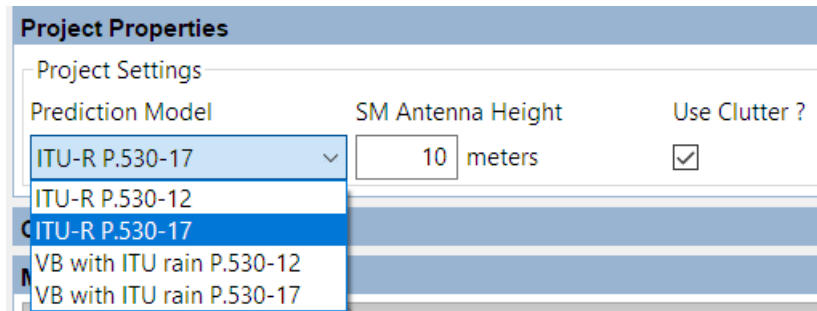 Project Properties
Project Settings
Prediction Model SM Antenna Height Use Clutter ?
ITU-R P.530-17 10 meters
ITU-R P.530-12
ITU-R P.530-17
VB with ITU rain P.530-12
VB with ITU rain P.530-17